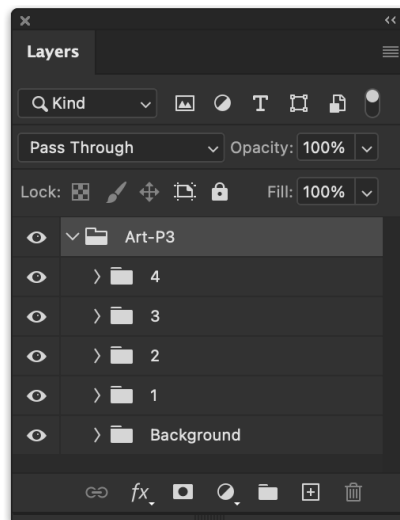 Layers
Kind
Pass Through Opacity: 100%
Lock: Fill: 100%
Art-P3
4
3
2
1
Background
fx